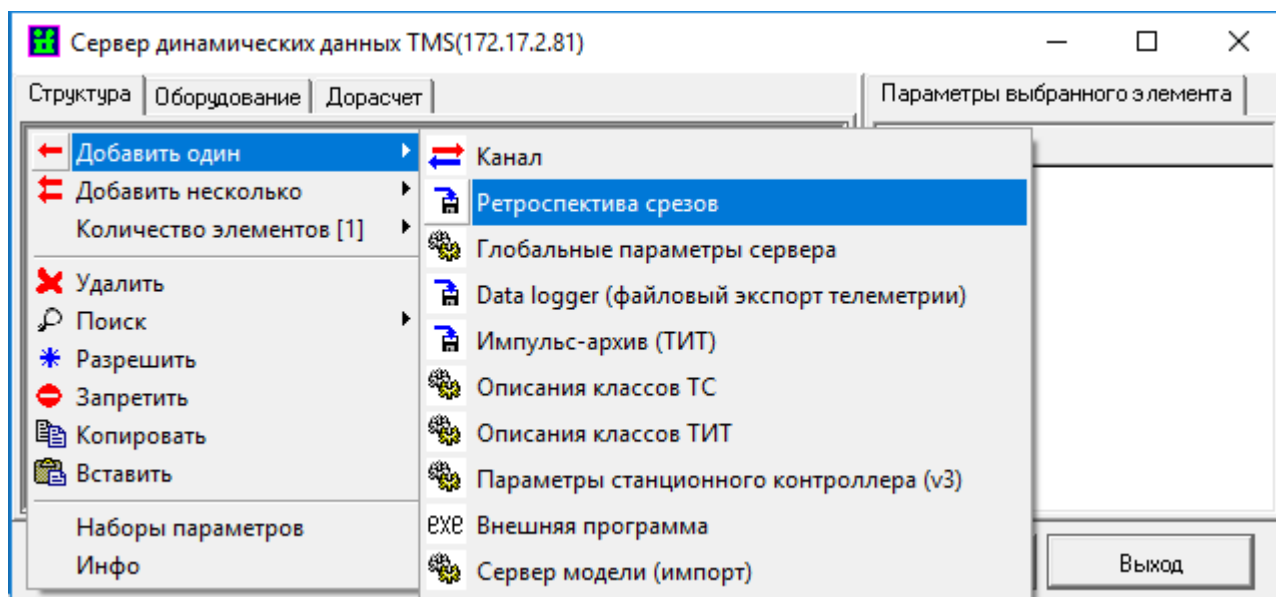 Сервер динамических данных TMS(172.17.2.81)
Структура Оборудование Дорасчет
Параметры выбранного элемента
Добавить один
Добавить несколько
Количество элементов [1]
Удалить
Поиск
Разрешить
Запретить
Копировать
Вставить
Наборы параметров
Инфо
Канал
Ретроспектива срезов
Глобальные параметры сервера
Data logger (файловый экспорт телеметрии)
Импульс-архив (ТИТ)
Описания классов ТС
Описания классов ТИТ
Параметры станционного контроллера (v3)
exe Внешняя программа
Сервер модели (импорт)
Выход